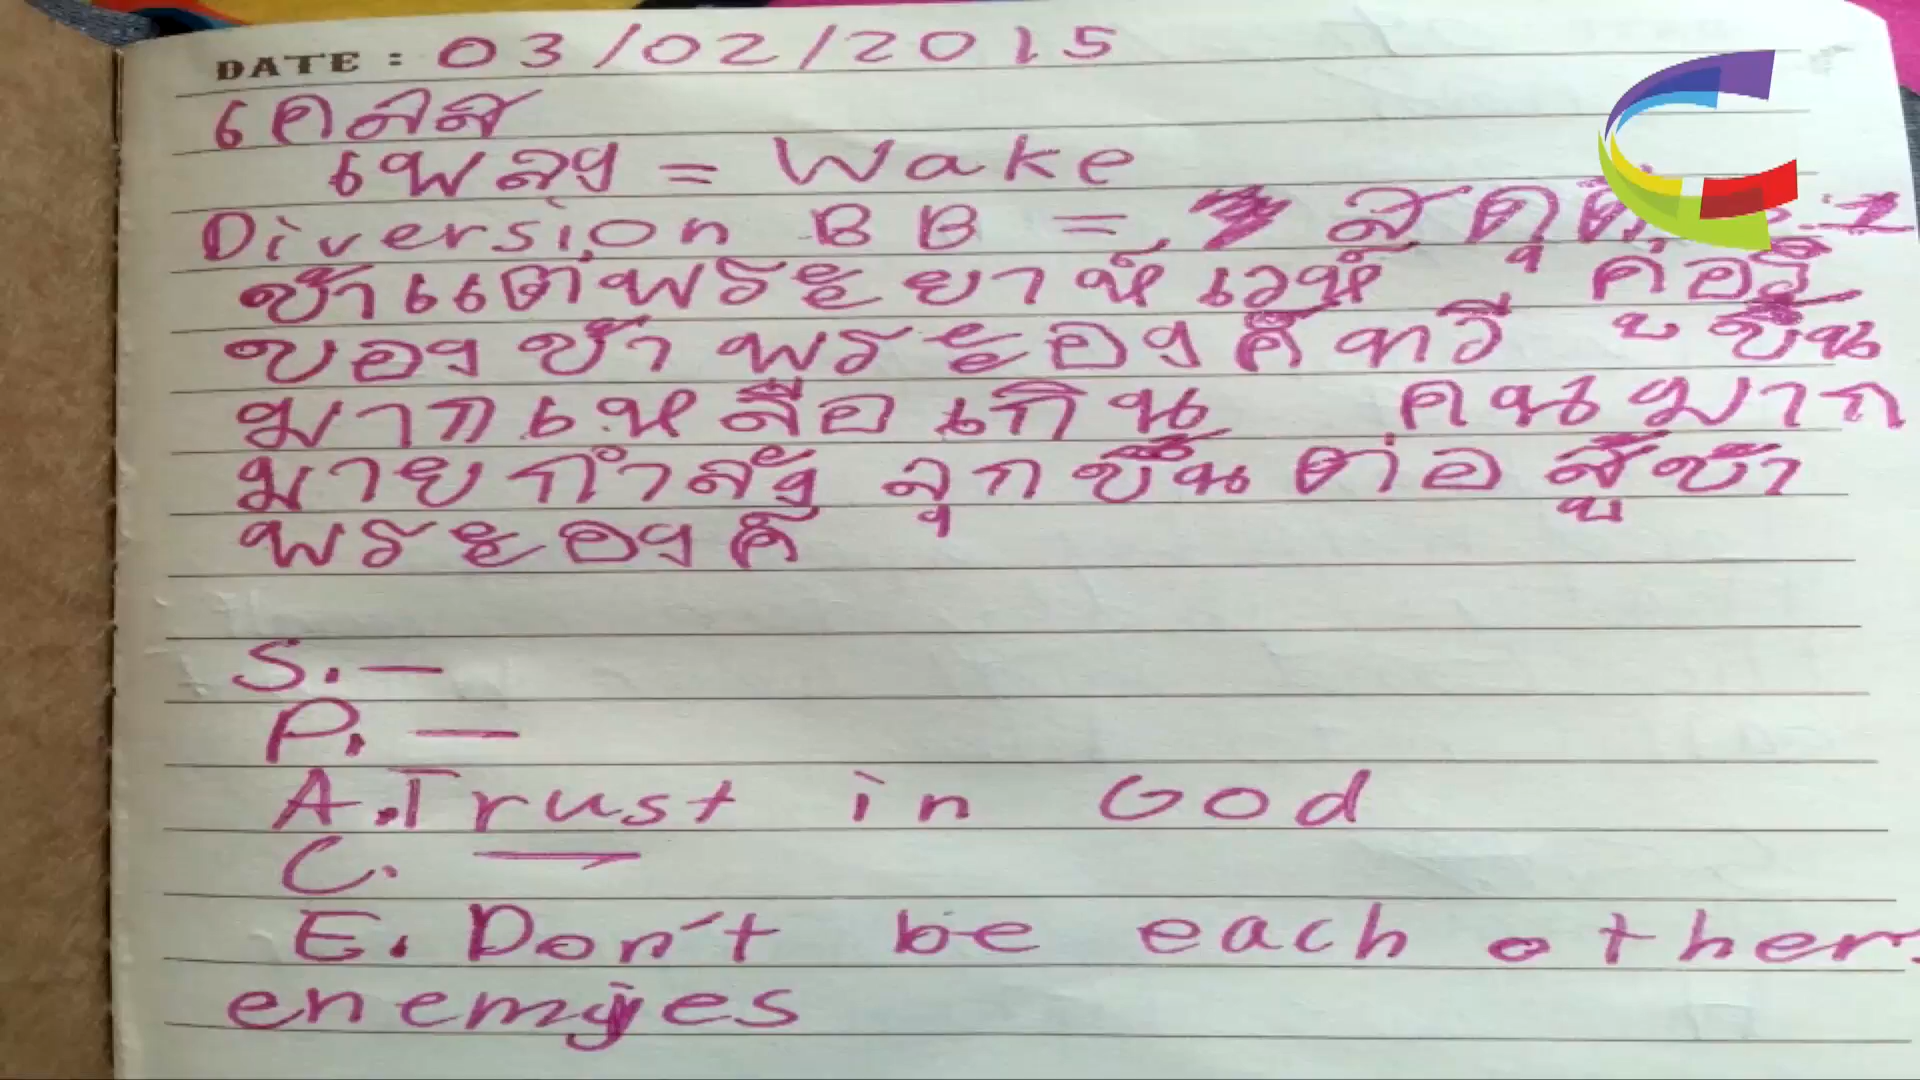 DATE : 03/02/2015
เคลส
เพลง = Wake
Diversion BB = สดุดี
ข้าแต่พระยาห์เวห์ คู่อริ
ของข้าพระองค์ทวี ขึ้น
มากเหลือเกิน คนมาก
มายกำลัง ลุกขึ้นต่อสู้ข้า
พระองค์
S. —
P. —
A. Trust in God
C. —
E. Don't be each other
enemyes